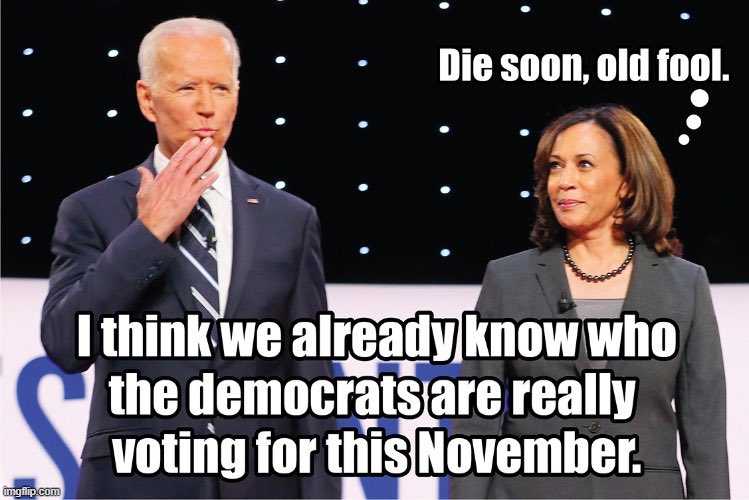 Die soon, old fool.
I think we already know who
the democrats are really
voting for this November.
imgflip.com